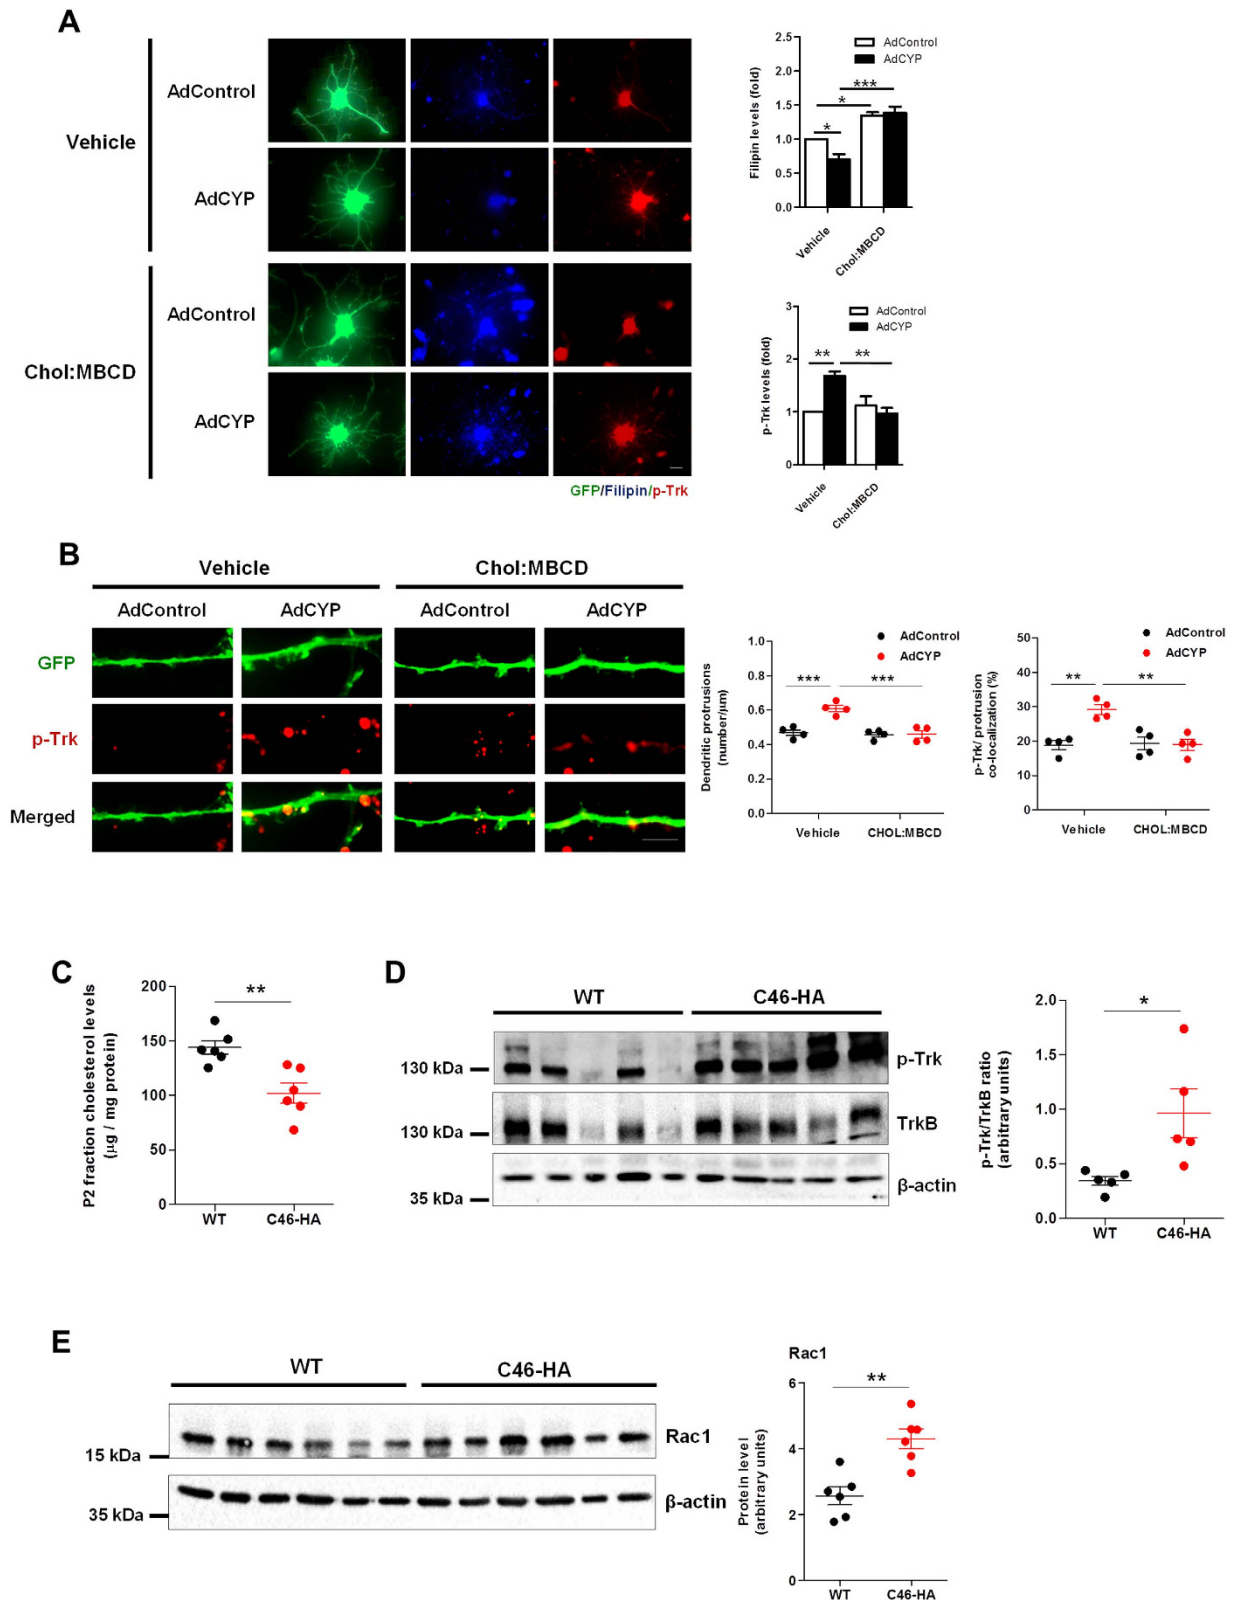 A
Vehicle
AdControl
AdCYP
Chol:MBCD
AdControl
AdCYP
GFP/Filipin/p-Trk
Filipin levels (fold)
2.5
2.0
1.5
1.0
0.5
0.0
AdControl
AdCYP
*
*
***
Vehicle
Chol:MBCD
p-Trk levels (fold)
3
2
1
0
AdControl
AdCYP
**
**
Vehicle
Chol:MBCD
B
Vehicle
Chol:MBCD
AdControl
AdCYP
AdControl
AdCYP
GFP
p-Trk
Merged
Dendritic protrusions
(number/µm)
1.0
0.8
0.6
0.4
0.2
0.0
AdControl
AdCYP
***
***
Vehicle
CHOL:MBCD
p-Trk/ protrusion
co-localization (%)
50
40
30
20
10
0
AdControl
AdCYP
**
**
Vehicle
CHOL:MBCD
C
P2 fraction cholesterol levels
(µg / mg protein)
200
150
100
50
0
**
WT
C46-HA
D
WT
C46-HA
130 kDa
p-Trk
130 kDa
TrkB
35 kDa
β-actin
p-Trk/TrkB ratio
(arbitrary units)
2.0
1.5
1.0
0.5
0.0
*
WT
C46-HA
E
WT
C46-HA
15 kDa
Rac1
35 kDa
β-actin
Rac1
Protein level
(arbitrary units)
6
4
2
0
**
WT
C46-HA